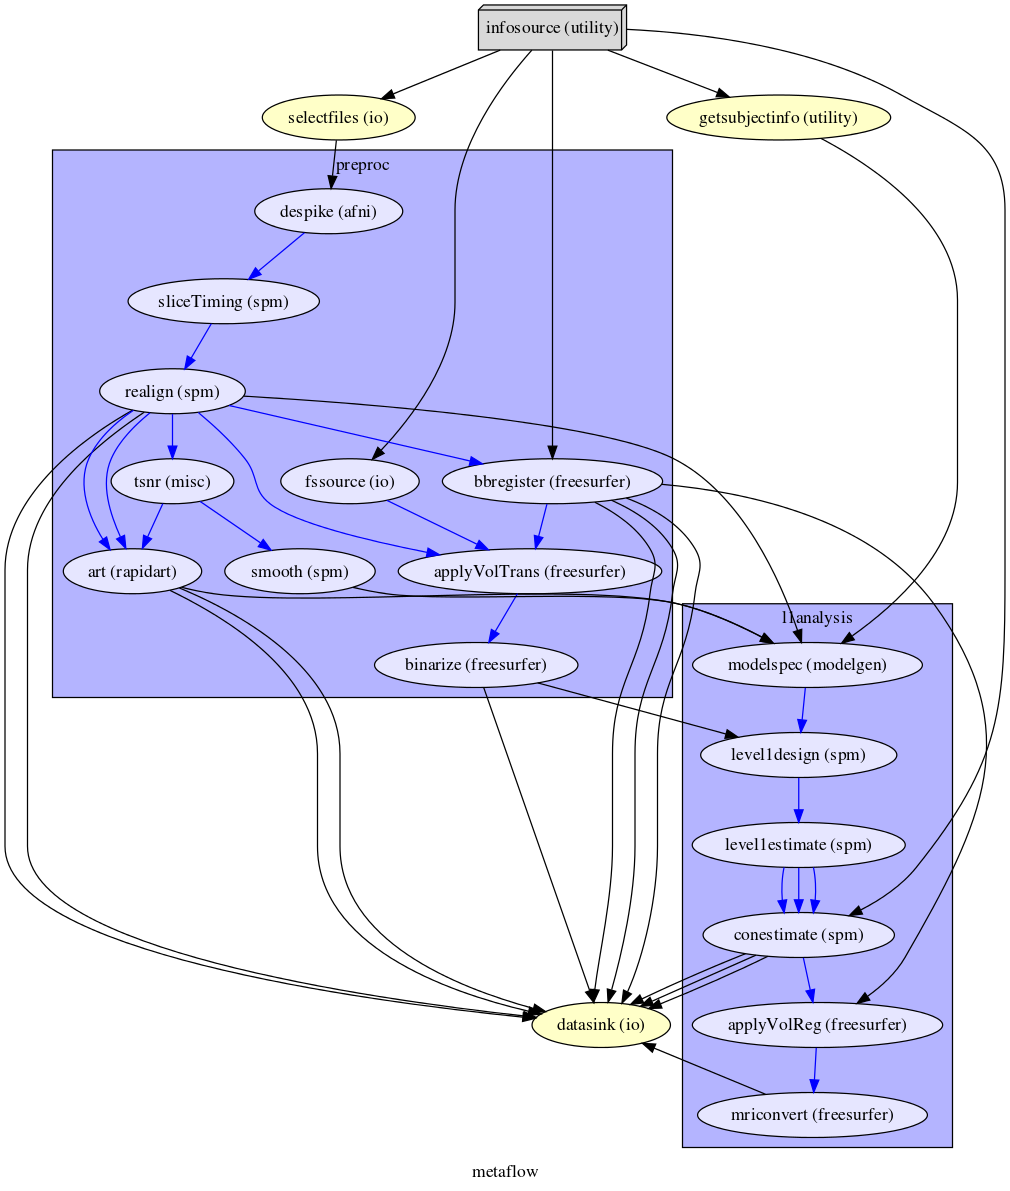 infosource (utility)
selectfiles (io)
getsubjectinfo (utility)
preproc
despike (afni)
sliceTiming (spm)
realign (spm)
tsnr (misc)
fssource (io)
bbregister (freesurfer)
art (rapidart)
smooth (spm)
applyVolTrans (freesurfer)
l1analysis
binarize (freesurfer)
modelspec (modelgen)
level1design (spm)
level1estimate (spm)
conestimate (spm)
datasink (io)
applyVolReg (freesurfer)
mriconvert (freesurfer)
metaflow